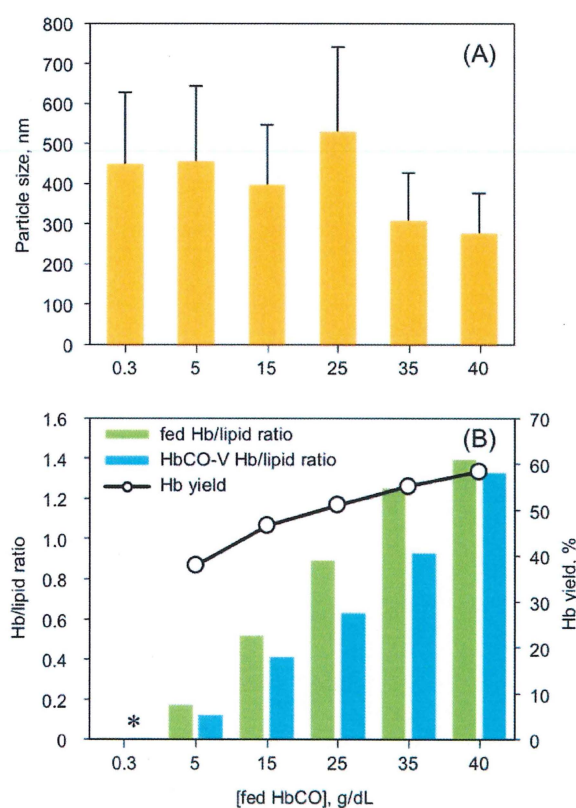 (A)
Particle size, nm
800
700
600
500
400
300
200
100
0
0.3 5 15 25 35 40
(B)
fed Hb/lipid ratio
HbCO-V Hb/lipid ratio
Hb yield
Hb/lipid ratio
1.6
1.4
1.2
1.0
0.8
0.6
0.4
0.2
0
*
70
60
50
40
30
20
10
0
Hb yield. %
0.3 5 15 25 35 40
[fed HbCO], g/dL